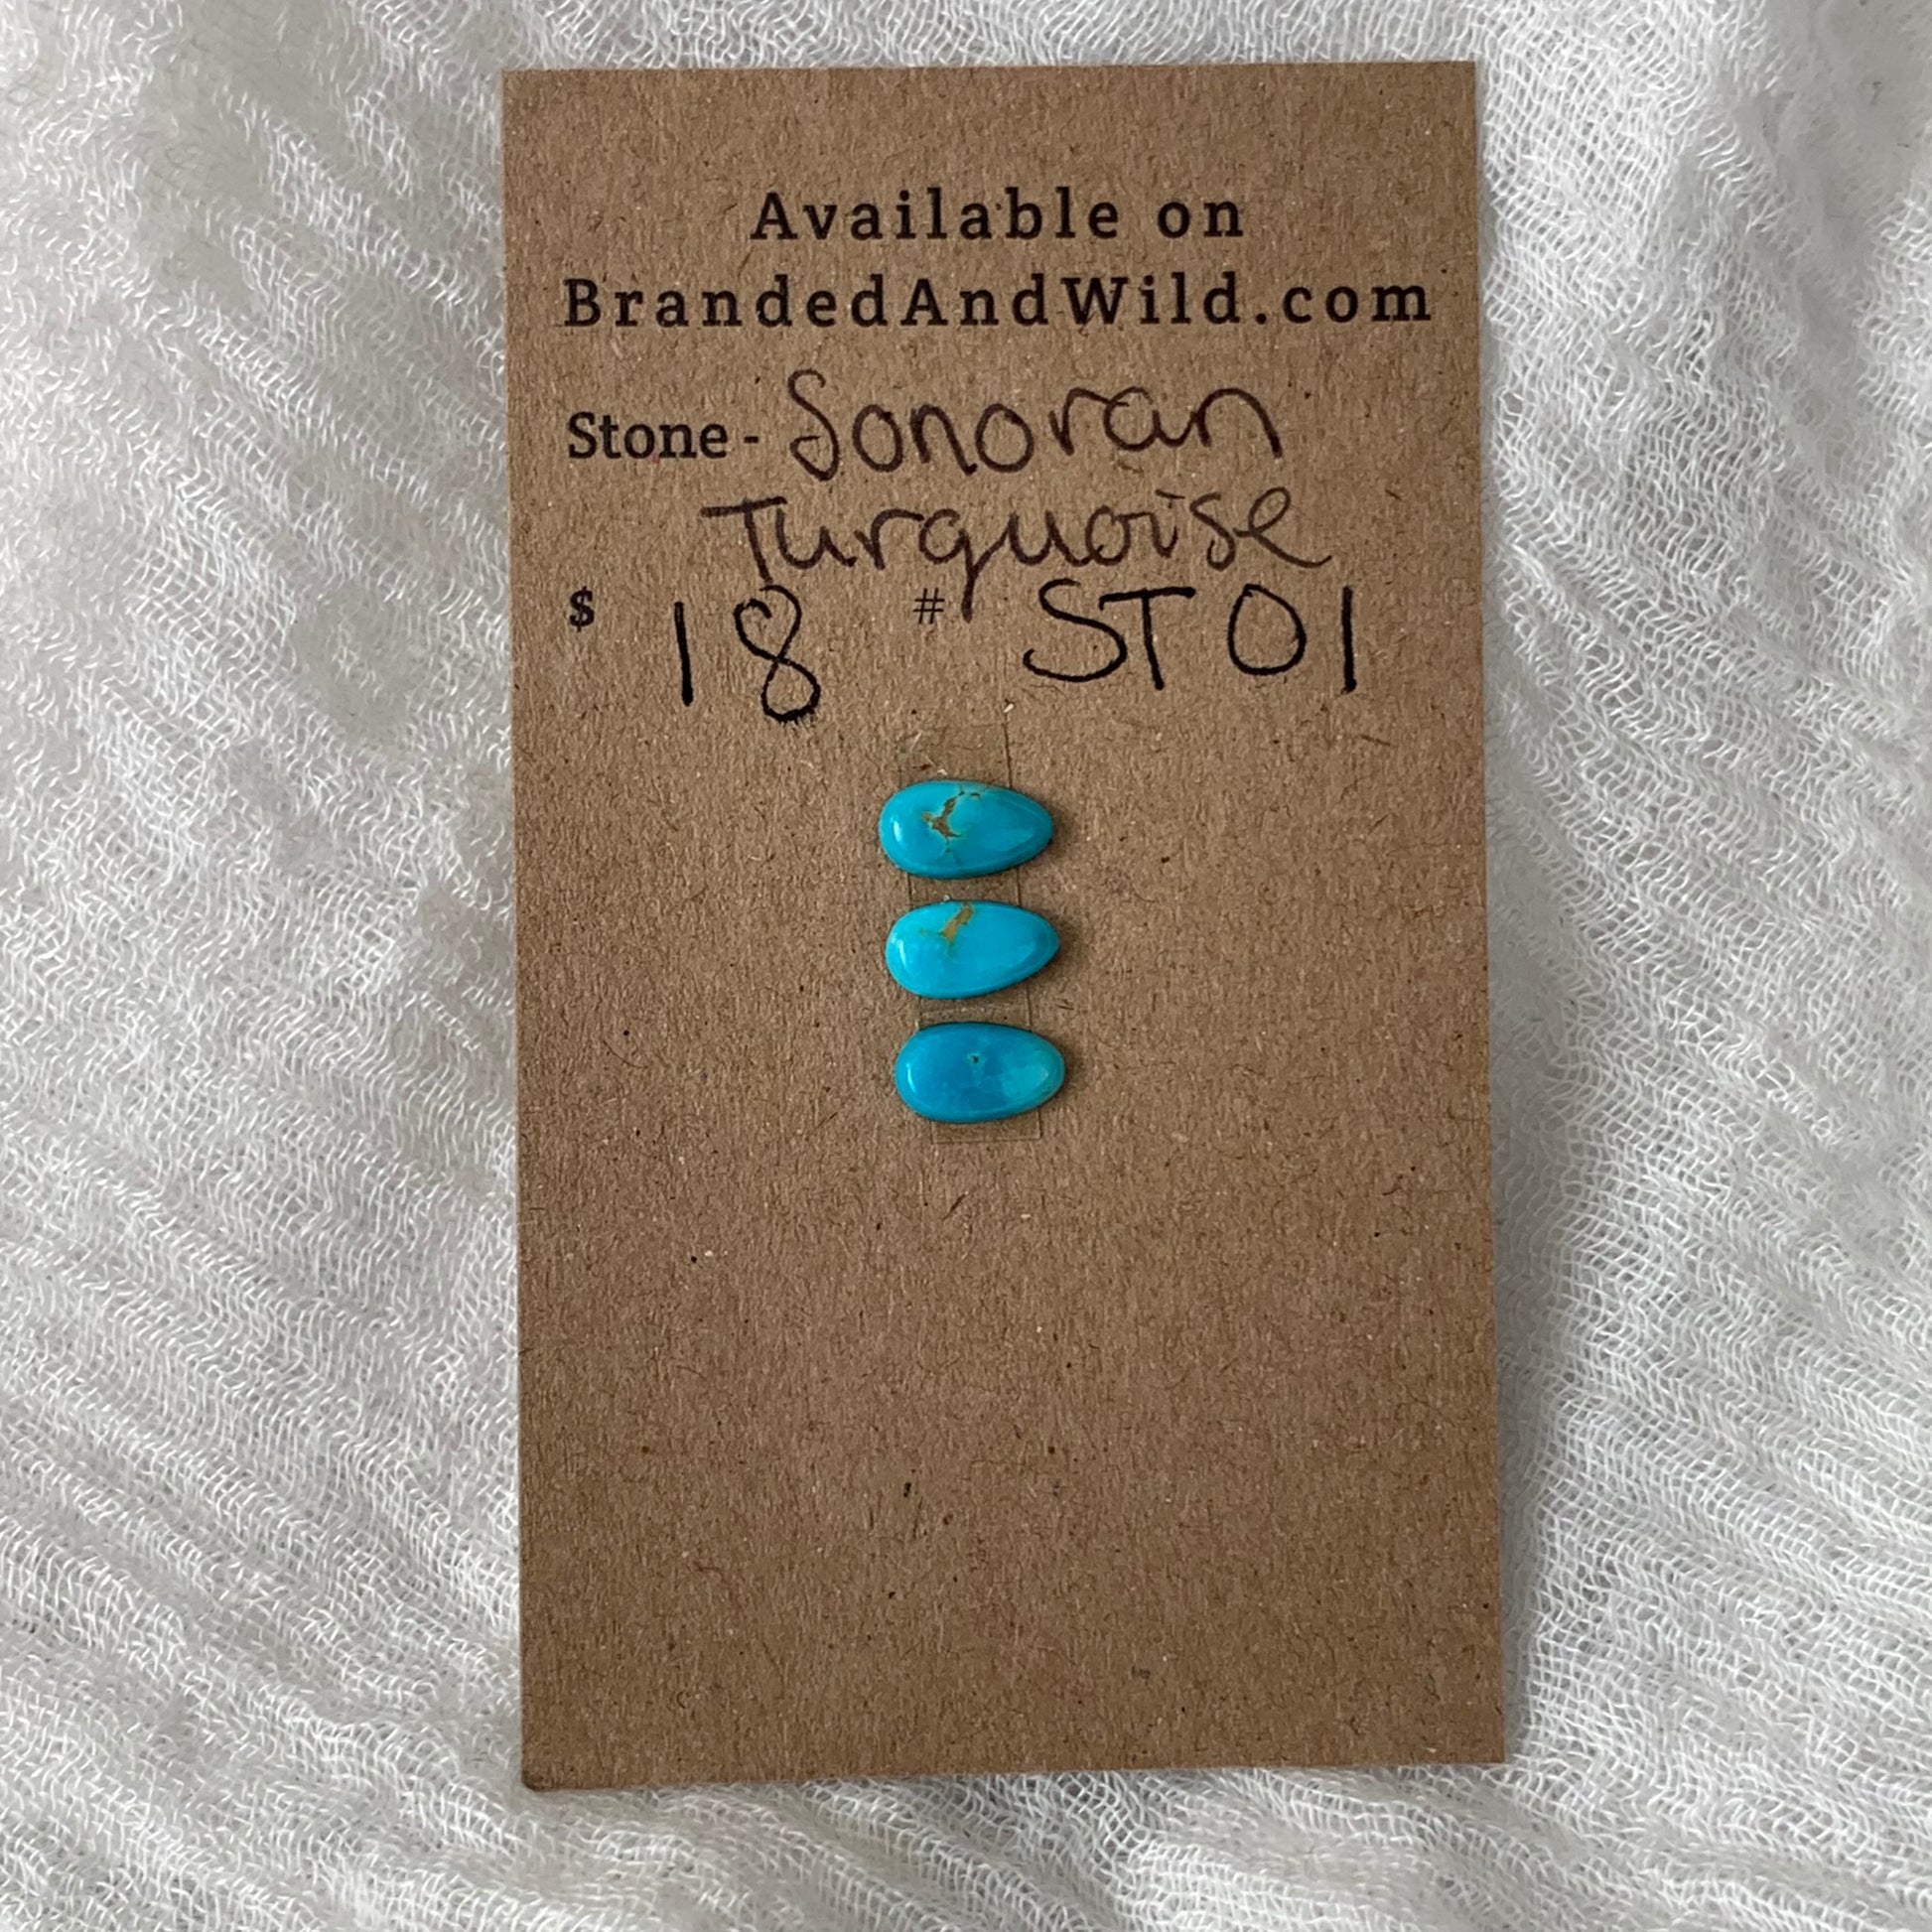 Available on
BrandedAndWild.com
Stone - Sonoran
Turquoise
$ 18 # ST01